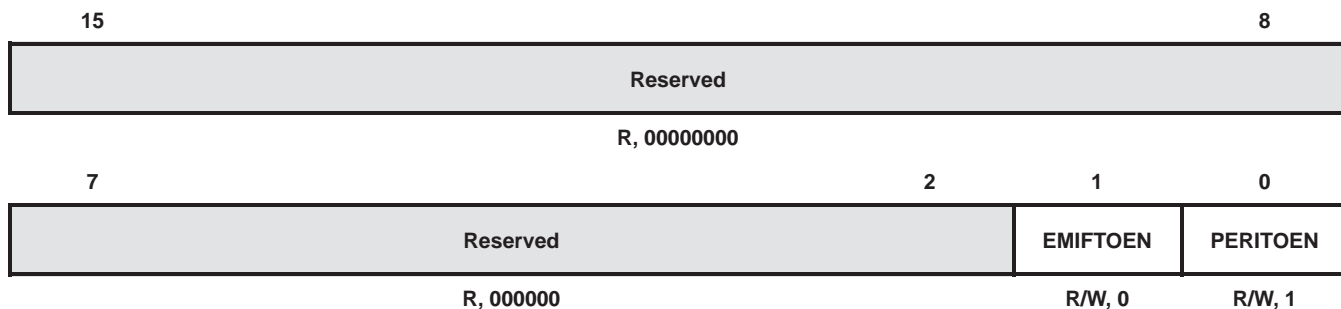 15 8
Reserved
R, 00000000
7 2 1 0
Reserved EMIFTOEN PERITOEN
R, 000000 R/W, 0 R/W, 1